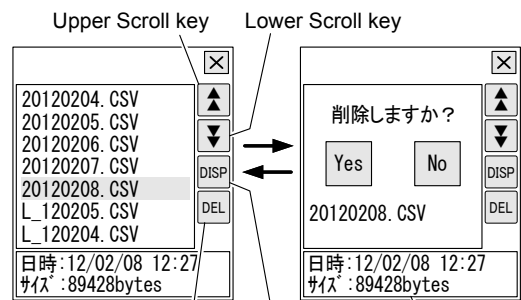 Upper Scroll key
Lower Scroll key
20120204.CSV
20120205.CSV
20120206.CSV
20120207.CSV
20120208.CSV
L_120205.CSV
L_120204.CSV
DISP
DEL
日時:12/02/08 12:27
ｻｲｽﾞ:89428bytes
削除しますか？
Yes
No
20120208.CSV
DISP
DEL
日時:12/02/08 12:27
ｻｲｽﾞ:89428bytes